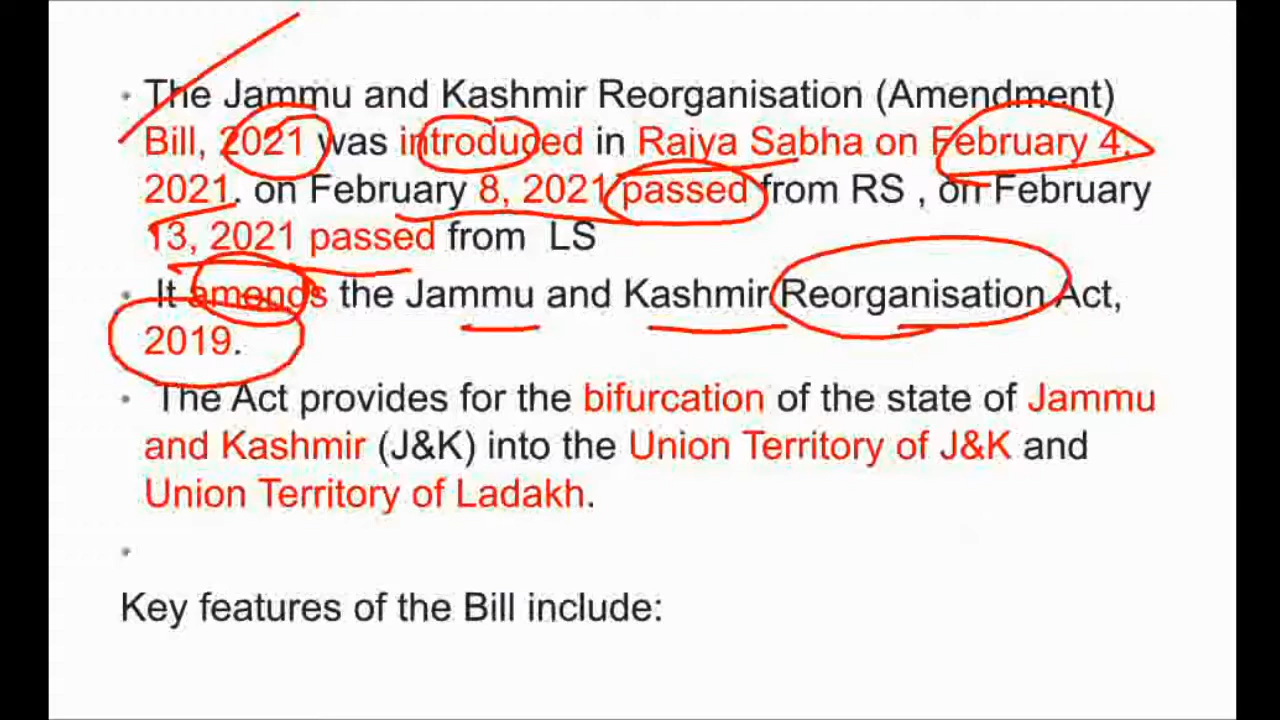 • The Jammu and Kashmir Reorganisation (Amendment)
Bill, 2021 was introduced in Rajya Sabha on February 4,
2021. on February 8, 2021 passed from RS , on February
13, 2021 passed from LS
• It amends the Jammu and Kashmir Reorganisation Act,
2019.
• The Act provides for the bifurcation of the state of Jammu
and Kashmir (J&K) into the Union Territory of J&K and
Union Territory of Ladakh.
•
Key features of the Bill include: